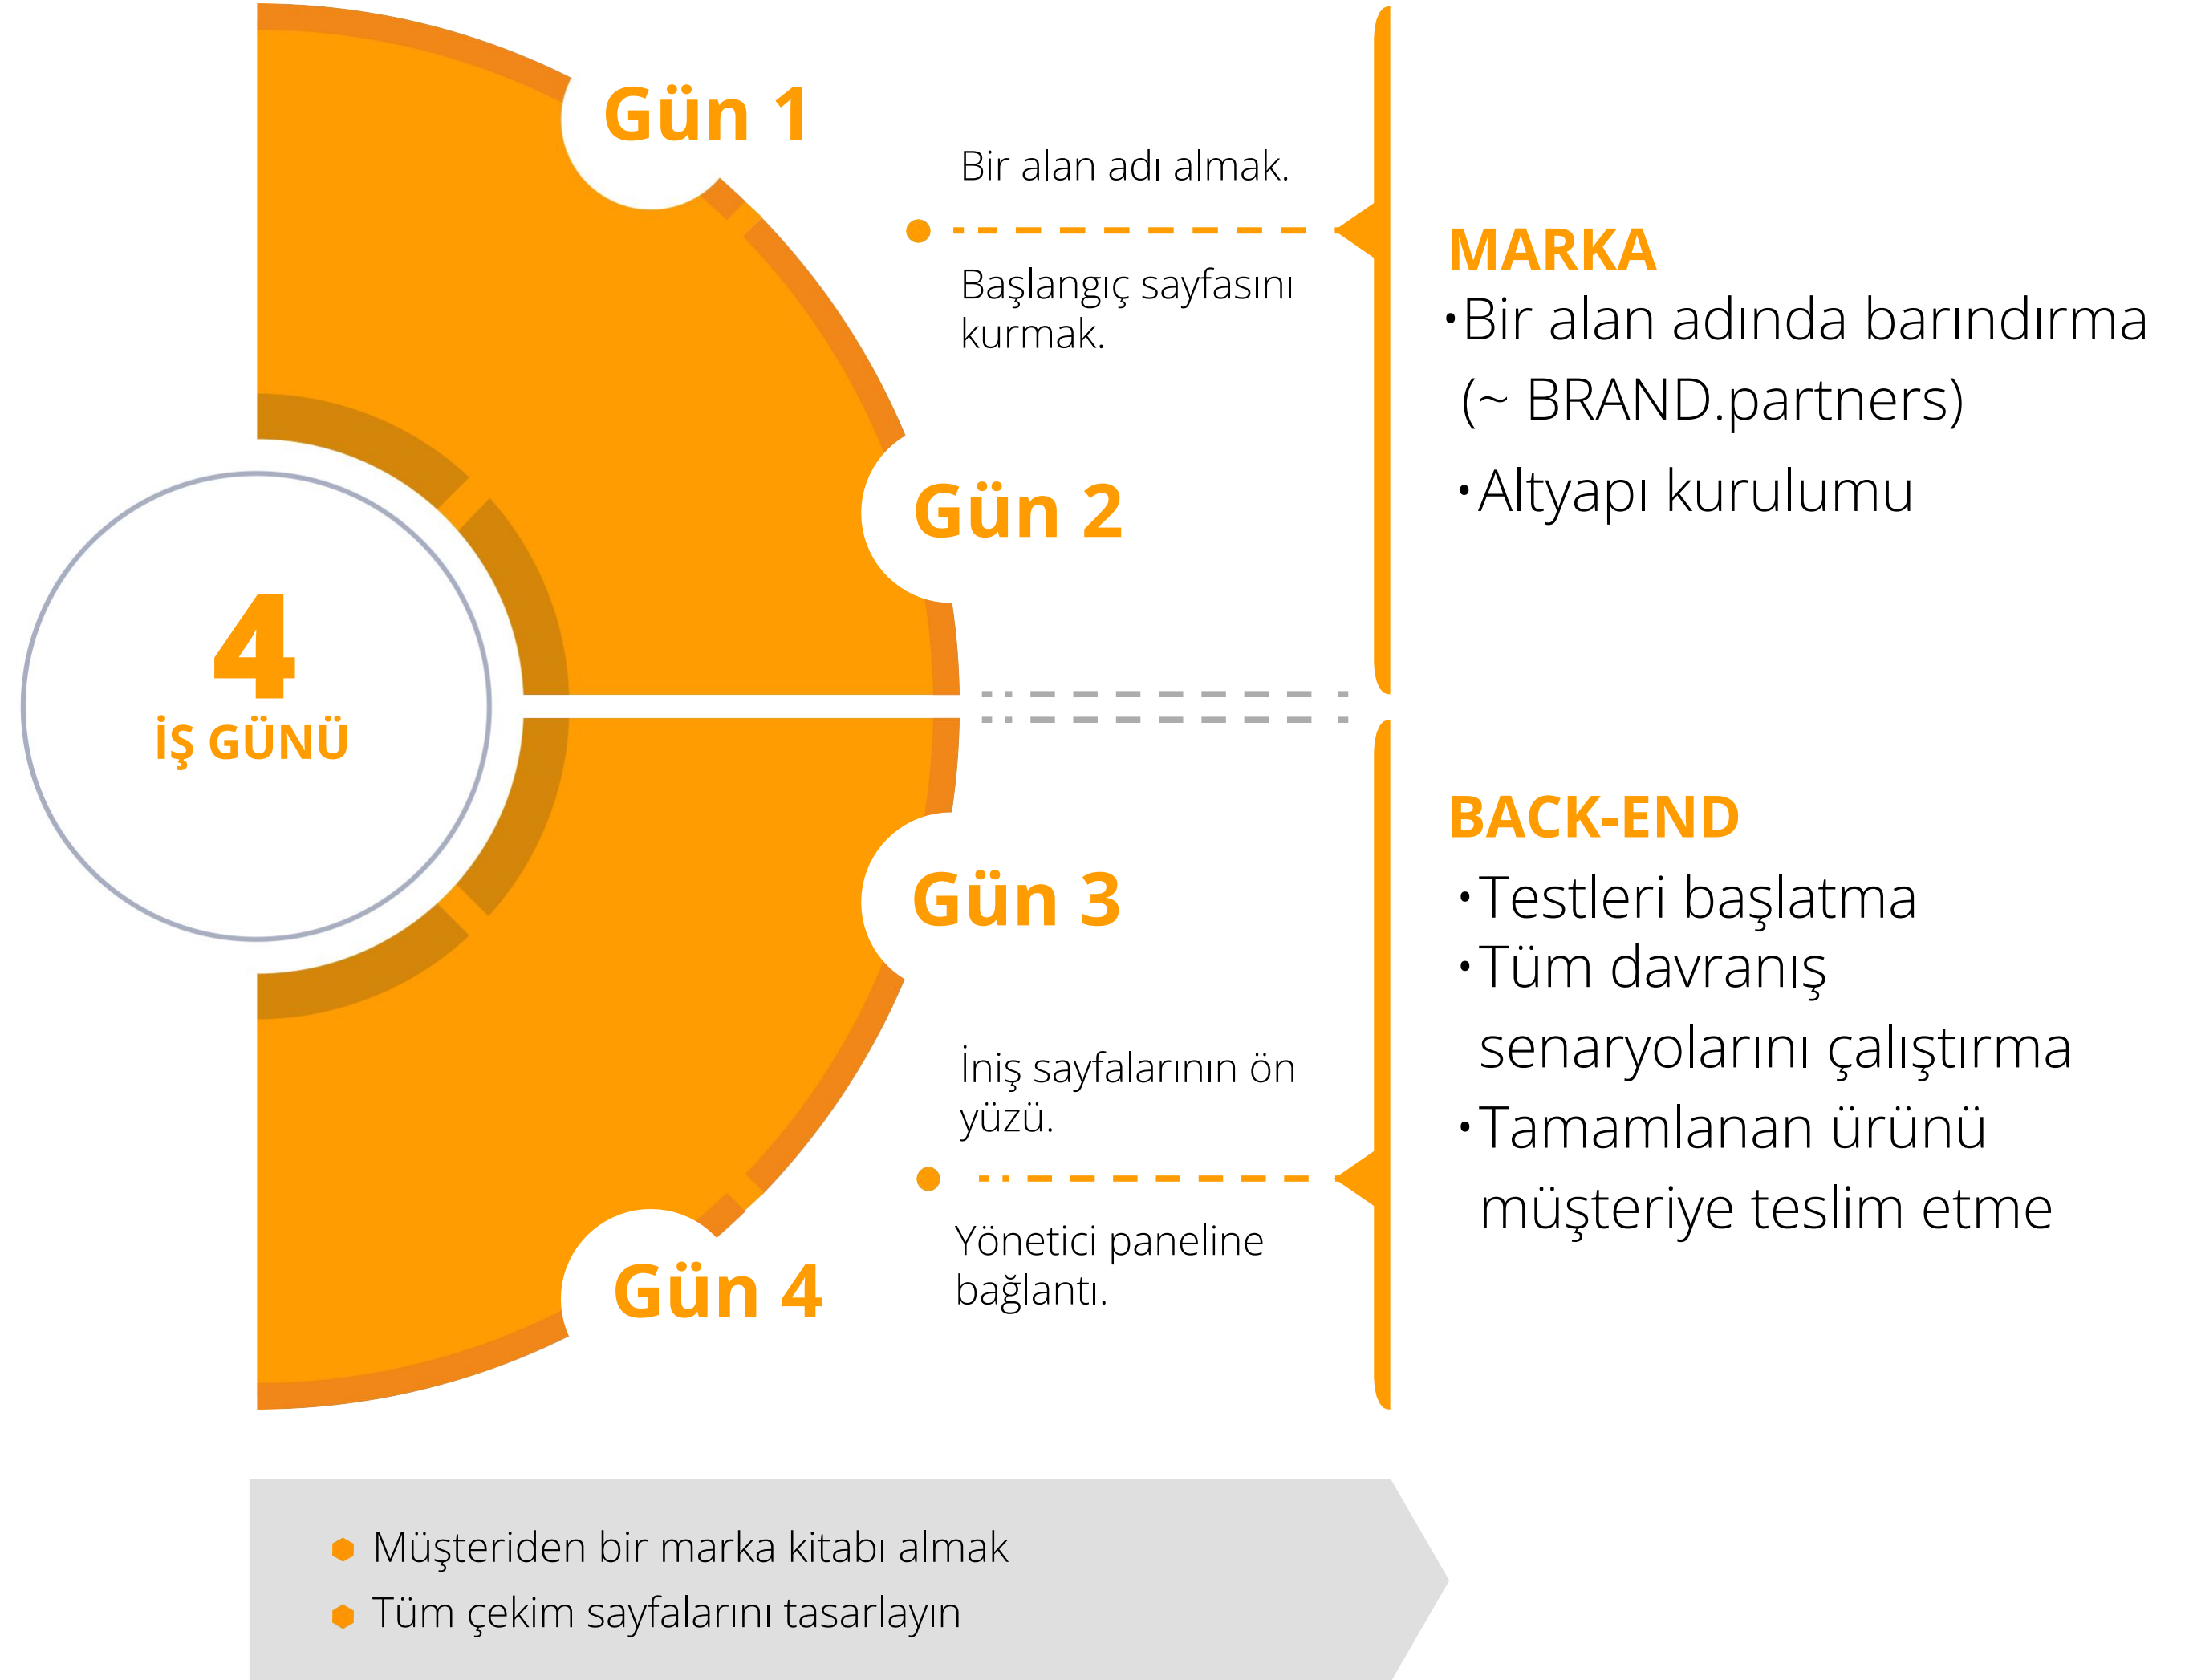 Gün 1
Bir alan adı almak.
Başlangıç sayfasını
kurmak.
MARKA
•Bir alan adında barındırma
(~ BRAND.partners)
•Altyapı kurulumu
Gün 2
4
İŞ GÜNÜ
BACK-END
•Testleri başlatma
•Tüm davranış
senaryolarını çalıştırma
•Tamamlanan ürünü
müşteriye teslim etme
Gün 3
İniş sayfalarının ön
yüzü.
Yönetici paneline
bağlantı.
Gün 4
Müşteriden bir marka kitabı almak
Tüm çekim sayfalarını tasarlayın